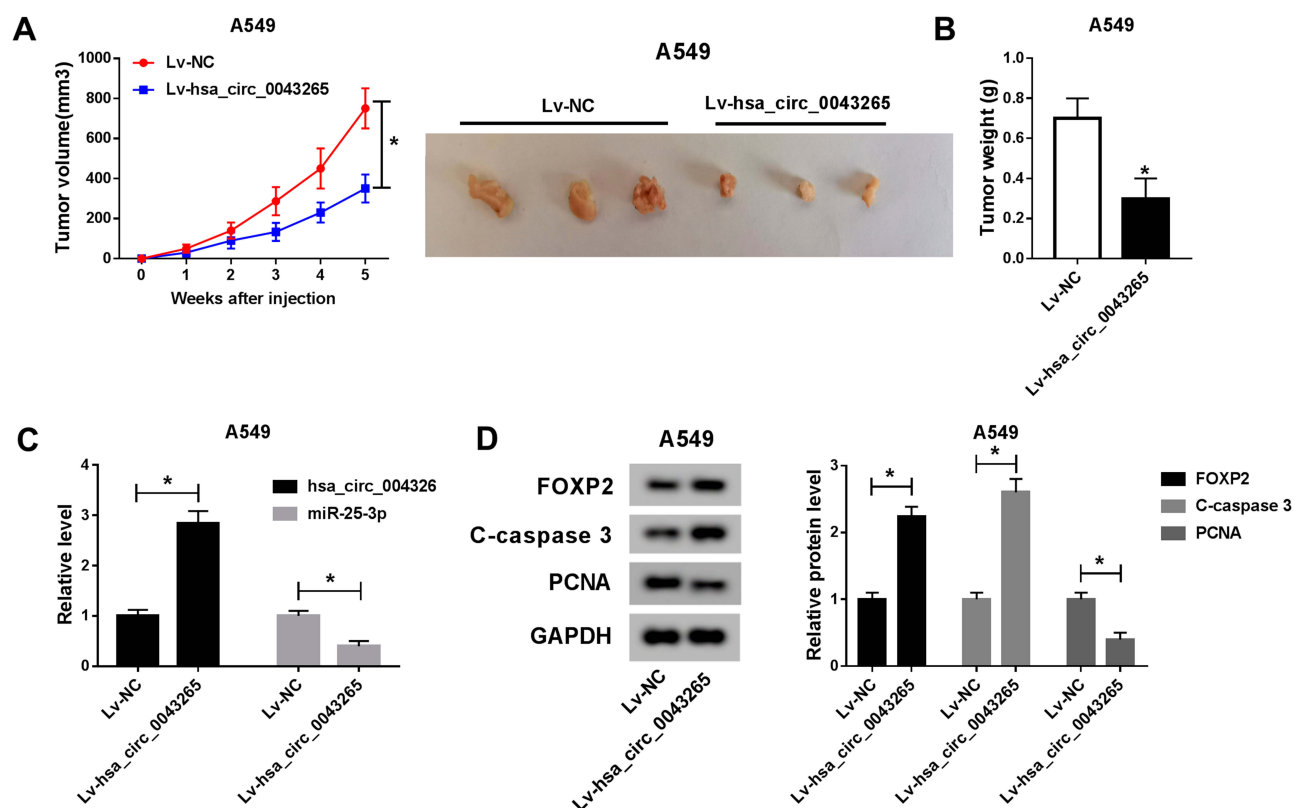 A
A549
Tumor volume(mm3)
1000
800
600
400
200
0
Lv-NC
Lv-hsa_circ_0043265
*
0 1 2 3 4 5
Weeks after injection
A549
Lv-NC Lv-hsa_circ_0043265
B
A549
Tumor weight (g)
1.0
0.8
0.6
0.4
0.2
0.0
*
Lv-NC
Lv-hsa_circ_0043265
C
A549
Relative level
4
3
2
1
0
*
*
hsa_circ_004326
miR-25-3p
Lv-NC
Lv-hsa_circ_0043265
Lv-NC
Lv-hsa_circ_0043265
D
A549
FOXP2
C-caspase 3
PCNA
GAPDH
Lv-NC
Lv-hsa_circ_0043265
A549
Relative protein level
3
2
1
0
*
*
*
FOXP2
C-caspase 3
PCNA
Lv-NC
Lv-hsa_circ_0043265
Lv-NC
Lv-hsa_circ_0043265
Lv-NC
Lv-hsa_circ_0043265